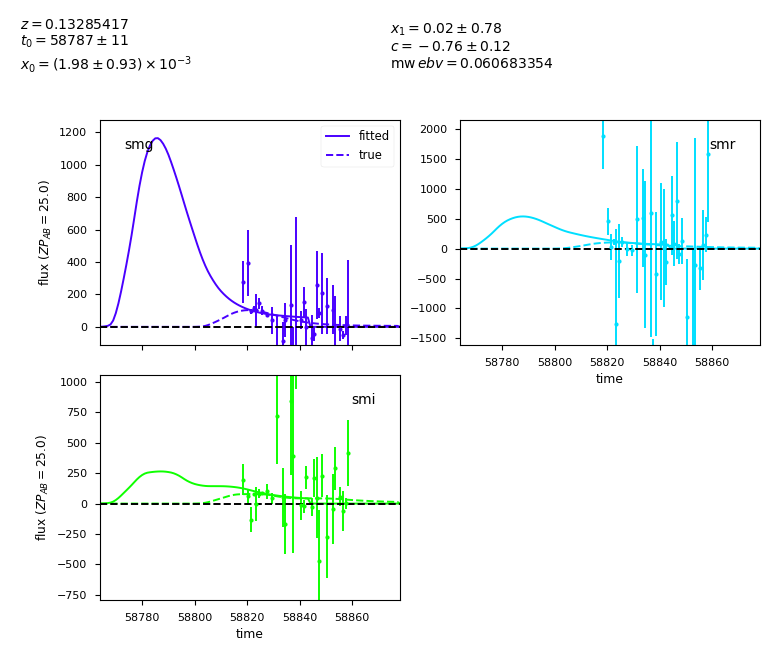 z = 0.13285417
t₀ = 58787 ± 11
x₀ = (1.98 ± 0.93) × 10⁻³
x₁ = 0.02 ± 0.78
c = −0.76 ± 0.12
mw ebv = 0.060683354
smg
fitted
true
flux (ZP_AB = 25.0)
1200
1000
800
600
400
200
0
smr
2000
1500
1000
500
0
−500
−1000
−1500
58780 58800 58820 58840 58860
time
smi
flux (ZP_AB = 25.0)
1000
750
500
250
0
−250
−500
−750
58780 58800 58820 58840 58860
time